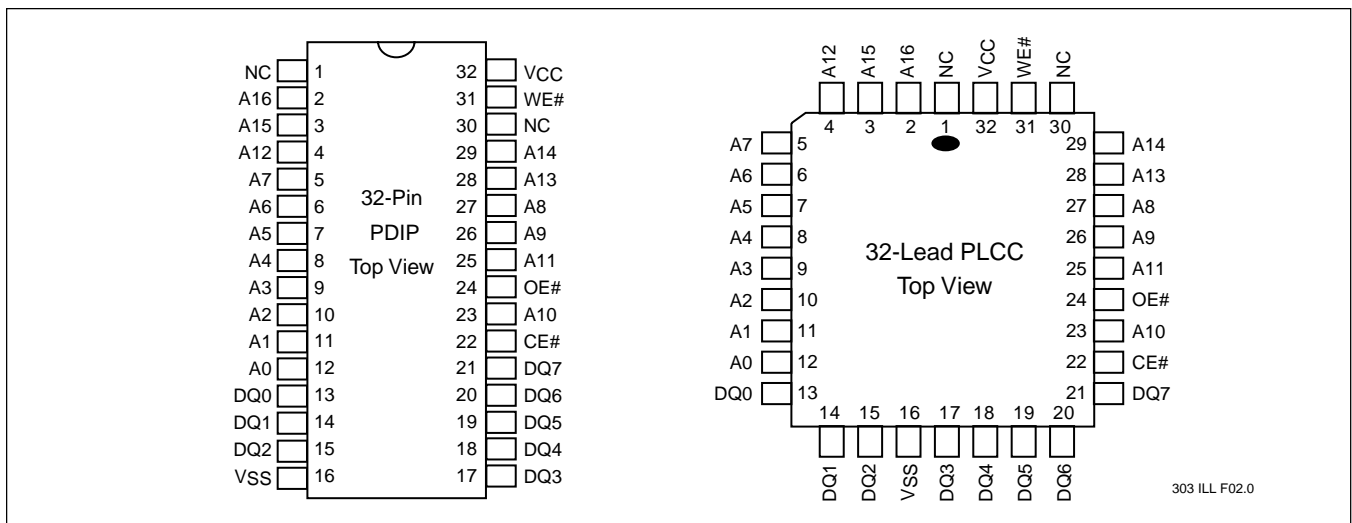 NC 1 32 VCC
A16 2 31 WE#
A15 3 30 NC
A12 4 29 A14
A7 5 28 A13
A6 6 27 A8
A5 7 26 A9
A4 8 25 A11
A3 9 24 OE#
A2 10 23 A10
A1 11 22 CE#
A0 12 21 DQ7
DQ0 13 20 DQ6
DQ1 14 19 DQ5
DQ2 15 18 DQ4
VSS 16 17 DQ3
32-Pin
PDIP
Top View
A12 A15 A16 NC VCC WE# NC
4 3 2 1 32 31 30
A7 5 29 A14
A6 6 28 A13
A5 7 27 A8
A4 8 26 A9
A3 9 25 A11
A2 10 24 OE#
A1 11 23 A10
A0 12 22 CE#
DQ0 13 21 DQ7
32-Lead PLCC
Top View
14 15 16 17 18 19 20
DQ1 DQ2 VSS DQ3 DQ4 DQ5 DQ6
303 ILL F02.0